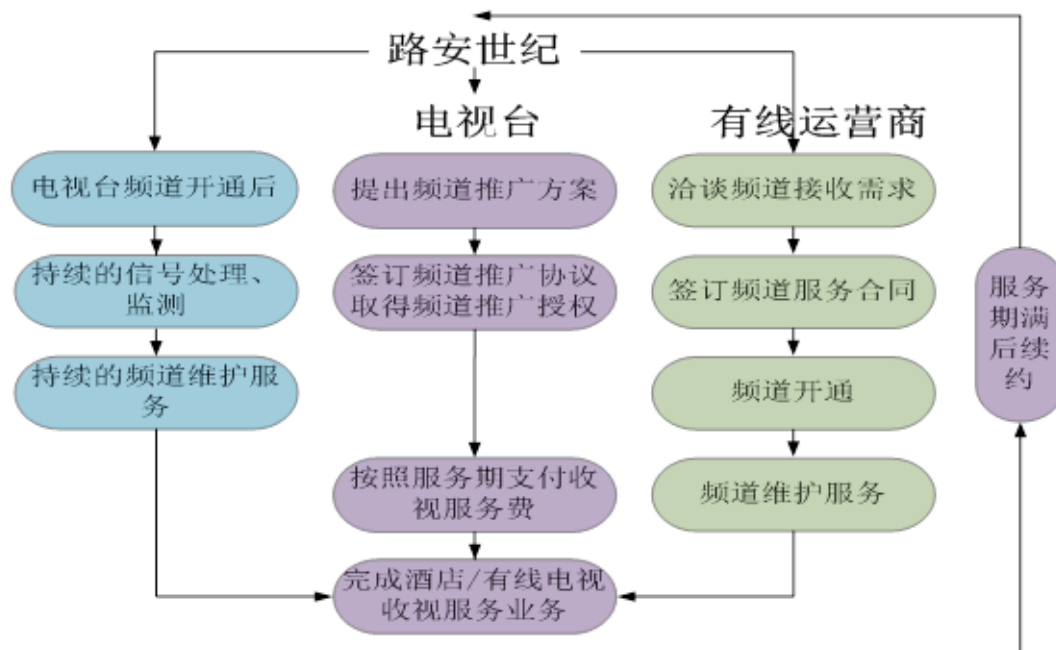 路安世纪
电视台
有线运营商
电视台频道开通后
提出频道推广方案
洽谈频道接收需求
持续的信号处理、
监测
签订频道推广协议
取得频道推广授权
签订频道服务合同
服务
期满
后续
约
持续的频道维护服
务
频道开通
按照服务期支付收
视服务费
频道维护服务
完成酒店/有线电视
收视服务业务